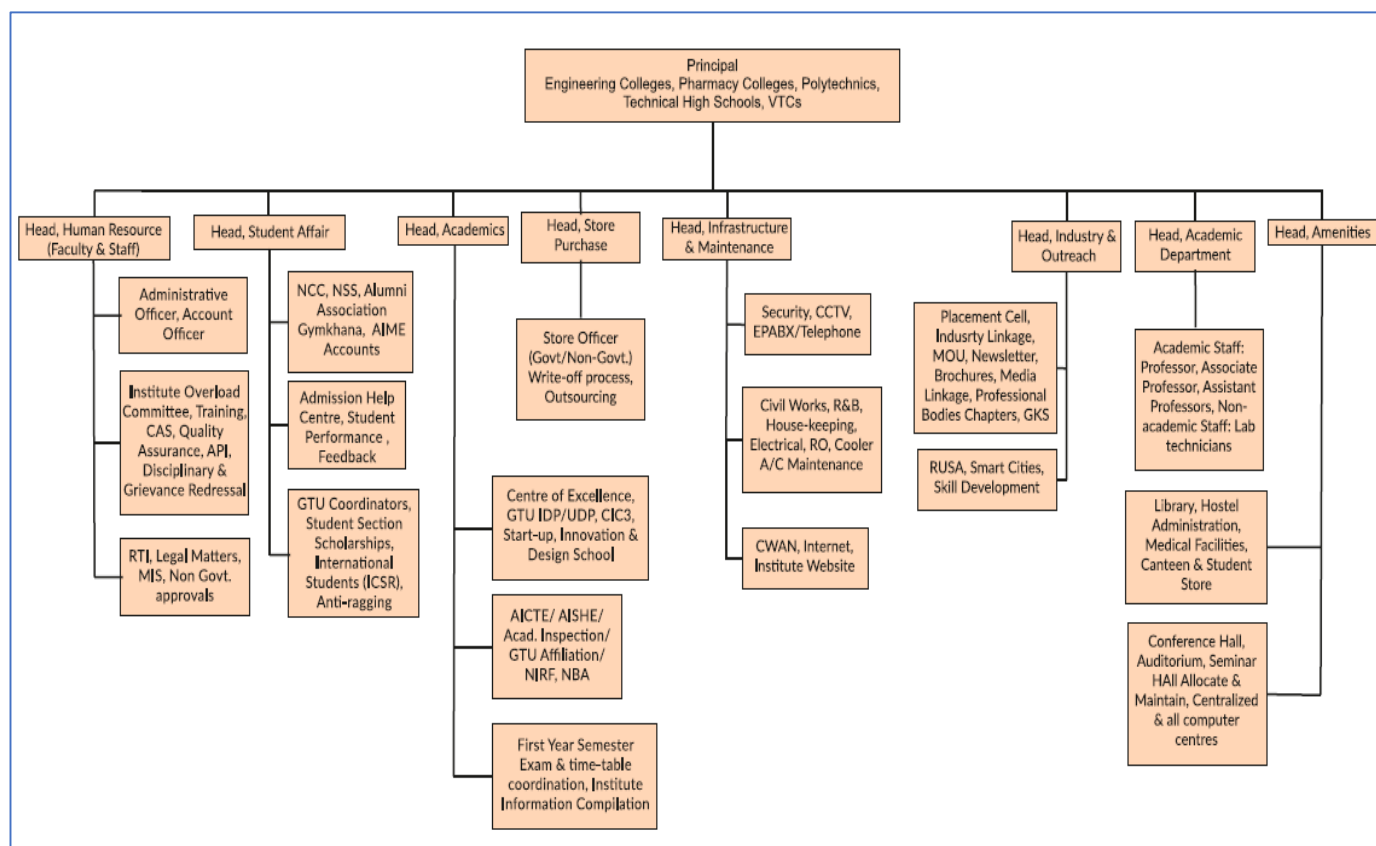 Principal
Engineering Colleges, Pharmacy Colleges, Polytechnics,
Technical High Schools, VTCs
Head, Human Resource
(Faculty & Staff)
Head, Student Affair
Head, Academics
Head, Store
Purchase
Head, Infrastructure
& Maintenance
Head, Industry &
Outreach
Head, Academic
Department
Head, Amenities
Administrative
Officer, Account
Officer
Institute Overload
Committee, Training,
CAS, Quality
Assurance, API,
Disciplinary &
Grievance Redressal
RTI, Legal Matters,
MIS, Non Govt.
approvals
NCC, NSS, Alumni
Association
Gymkhana, AIME
Accounts
Admission Help
Centre, Student
Performance ,
Feedback
GTU Coordinators,
Student Section
Scholarships,
International
Students (ICSR),
Anti-ragging
Centre of Excellence,
GTU IDP/UDP, CIC3,
Start-up, Innovation &
Design School
AICTE/ AISHE/
Acad. Inspection/
GTU Affiliation/
NIRF, NBA
First Year Semester
Exam & time-table
coordination, Institute
Information Compilation
Store Officer
(Govt/Non-Govt.)
Write-off process,
Outsourcing
Security, CCTV,
EPABX/Telephone
Civil Works, R&B,
House-keeping,
Electrical, RO, Cooler
A/C Maintenance
CWAN, Internet,
Institute Website
Placement Cell,
Indusrty Linkage,
MOU, Newsletter,
Brochures, Media
Linkage, Professional
Bodies Chapters, GKS
RUSA, Smart Cities,
Skill Development
Academic Staff:
Professor, Associate
Professor, Assistant
Professors, Non-
academic Staff: Lab
technicians
Library, Hostel
Administration,
Medical Facilities,
Canteen & Student
Store
Conference Hall,
Auditorium, Seminar
HAll Allocate &
Maintain, Centralized
& all computer
centres